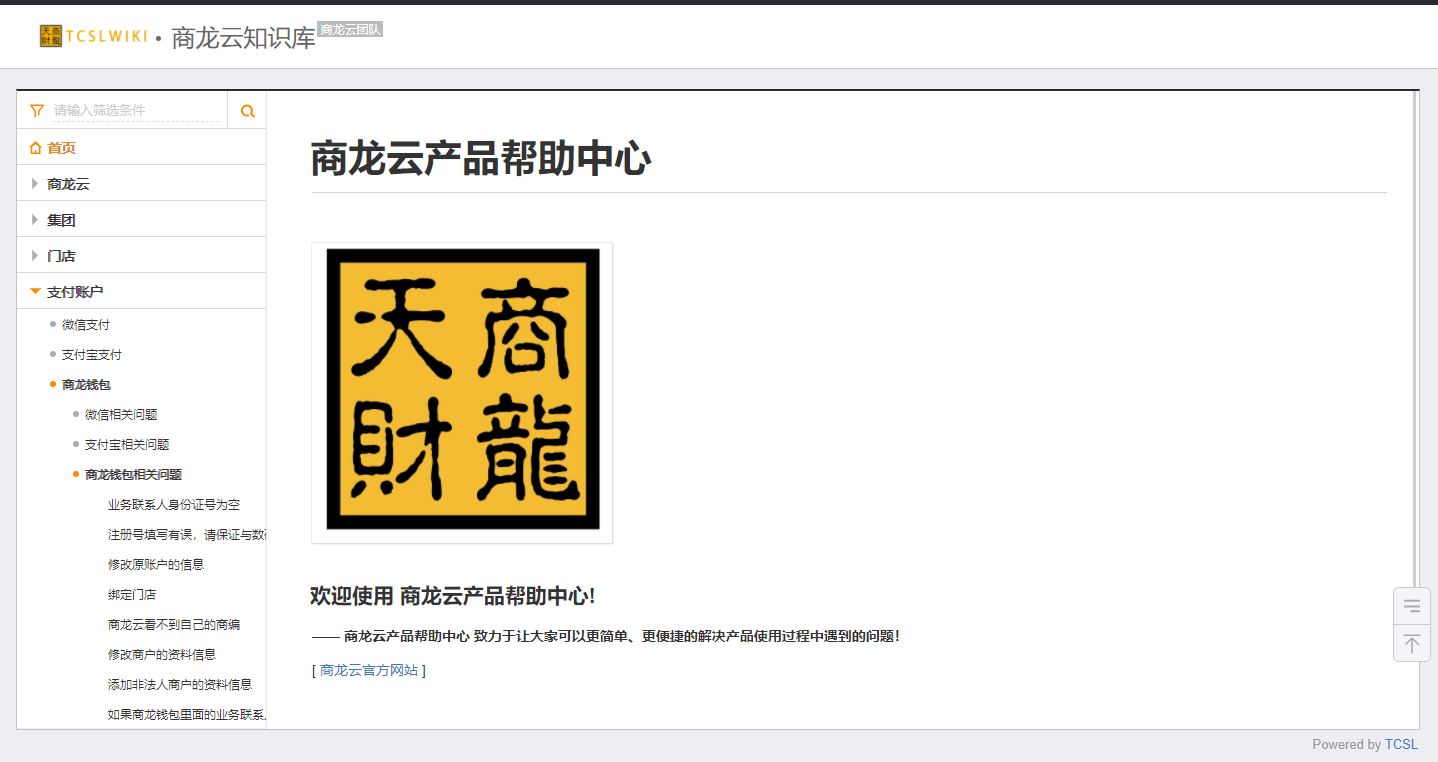 天商
财龍
TCSLWIKI • 商龙云知识库 商龙云团队
请输入筛选条件
首页
商龙云
集团
门店
支付账户
微信支付
支付宝支付
商龙钱包
微信相关问题
支付宝相关问题
商龙钱包相关问题
业务联系人身份证号为空
注册号填写有误，请保证与数
修改原账户的信息
绑定门店
商龙云看不到自己的商编
修改商户的资料信息
添加非法人商户的资料信息
如果商龙钱包里面的业务联系
商龙云产品帮助中心
天商
財龍
欢迎使用 商龙云产品帮助中心!
—— 商龙云产品帮助中心 致力于让大家可以更简单、更便捷的解决产品使用过程中遇到的问题!
[ 商龙云官方网站 ]
Powered by TCSL